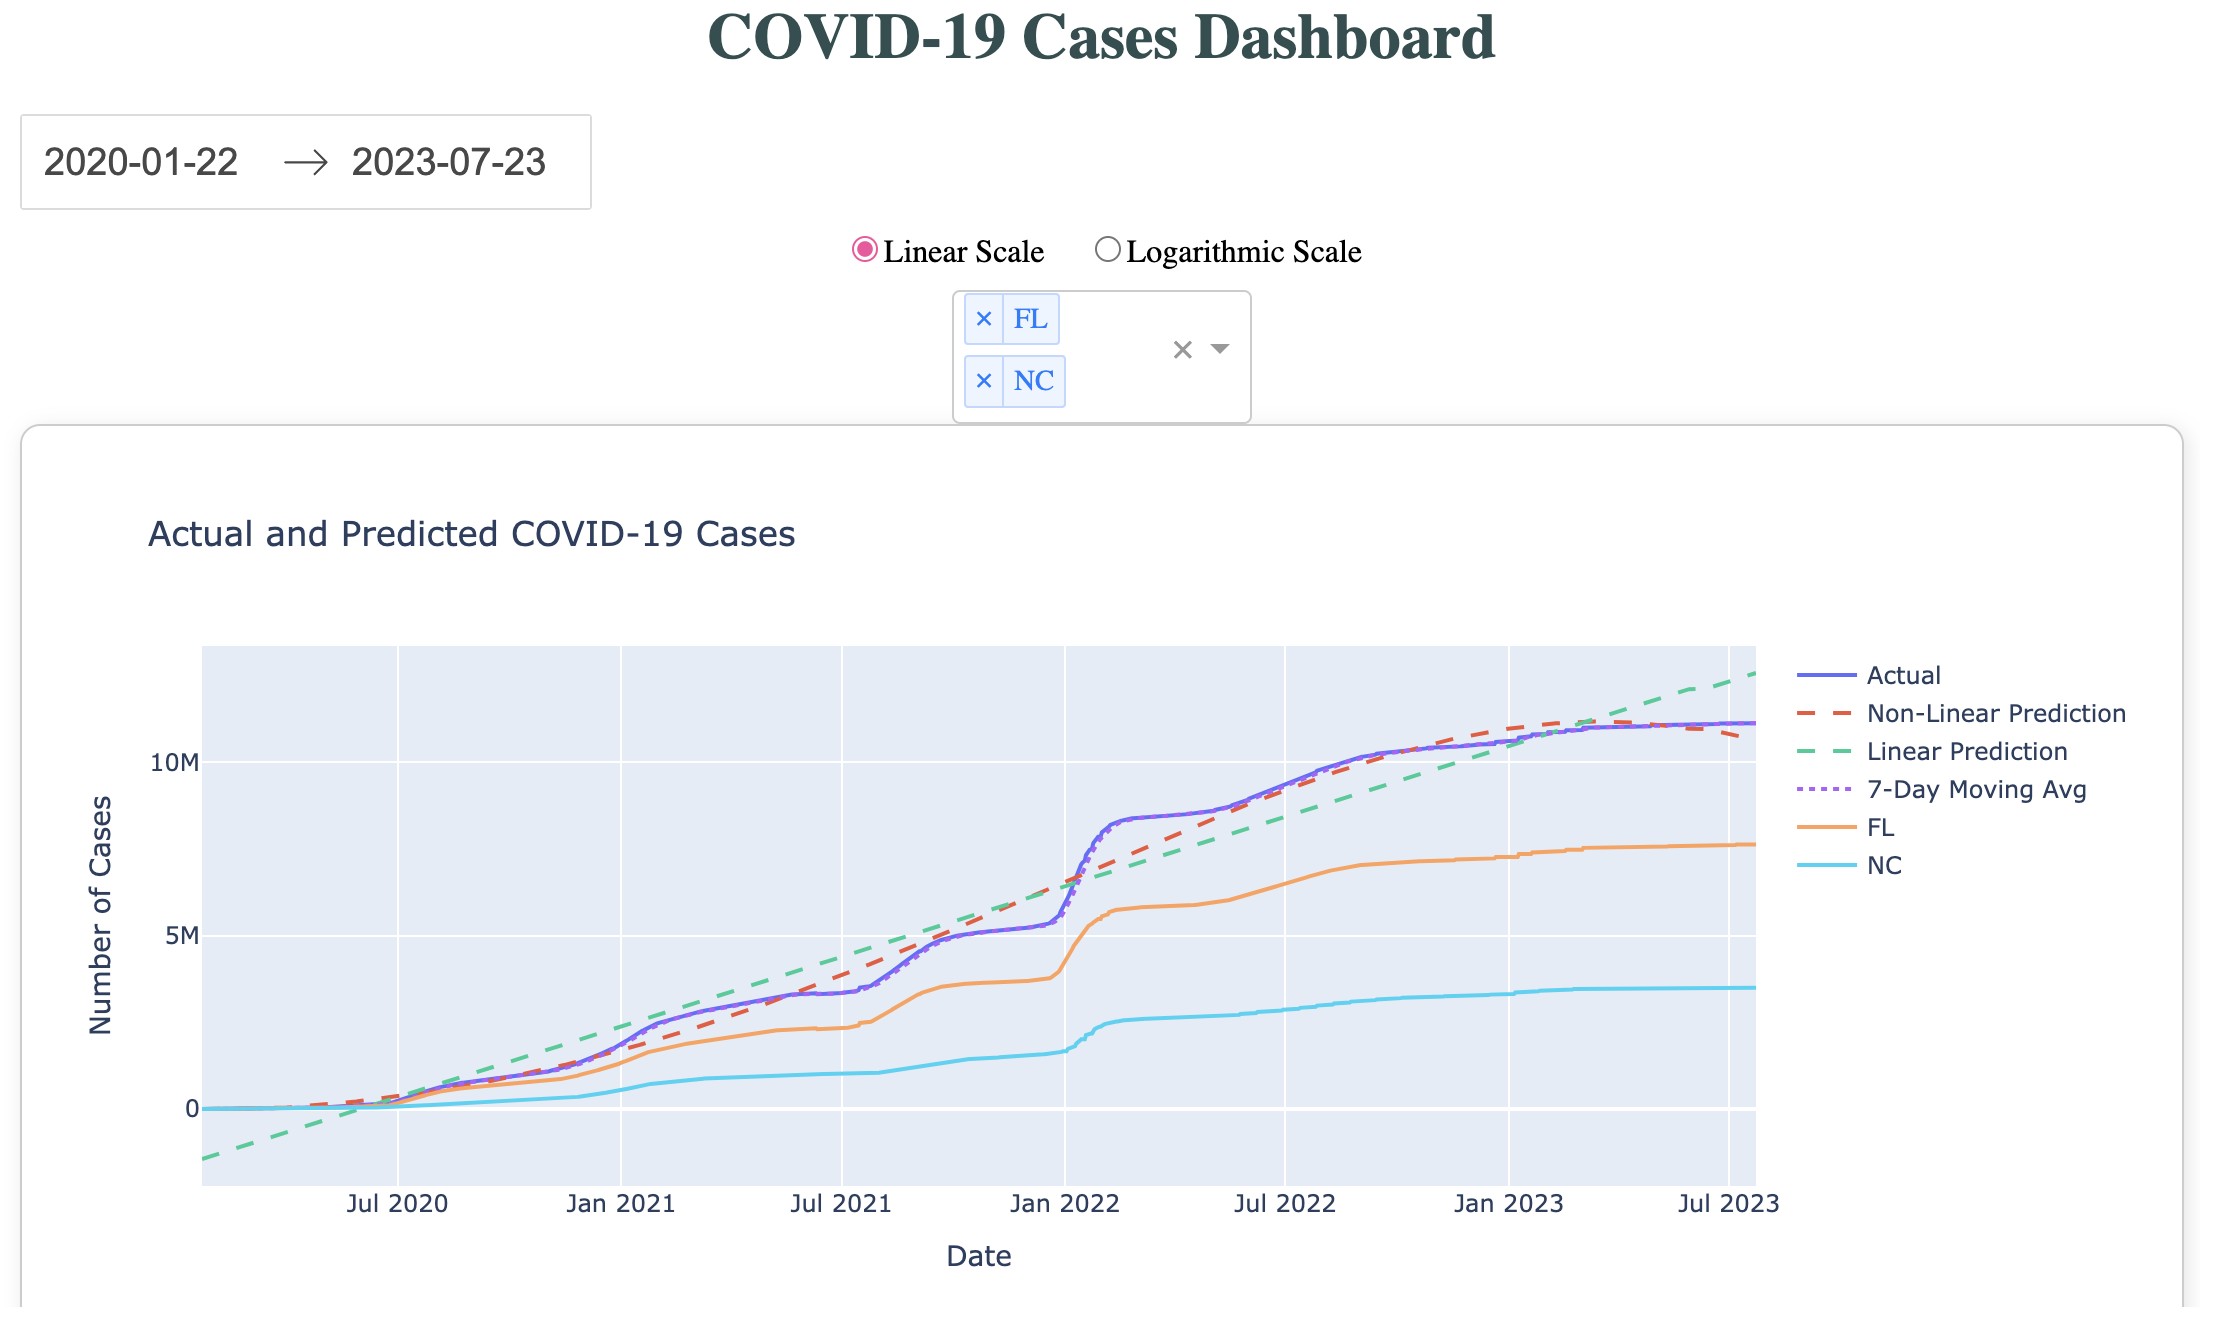 COVID-19 Cases Dashboard
2020-01-22 → 2023-07-23
Linear Scale Logarithmic Scale
× FL
× NC
Actual and Predicted COVID-19 Cases
Number of Cases
10M
5M
0
Jul 2020 Jan 2021 Jul 2021 Jan 2022 Jul 2022 Jan 2023 Jul 2023
Date
Actual
Non-Linear Prediction
Linear Prediction
7-Day Moving Avg
FL
NC